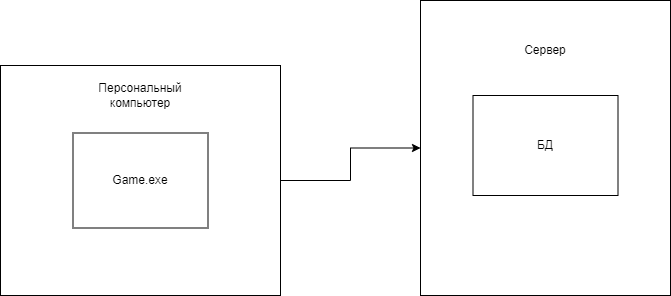 Персональный
компьютер
Game.exe
Сервер
БД